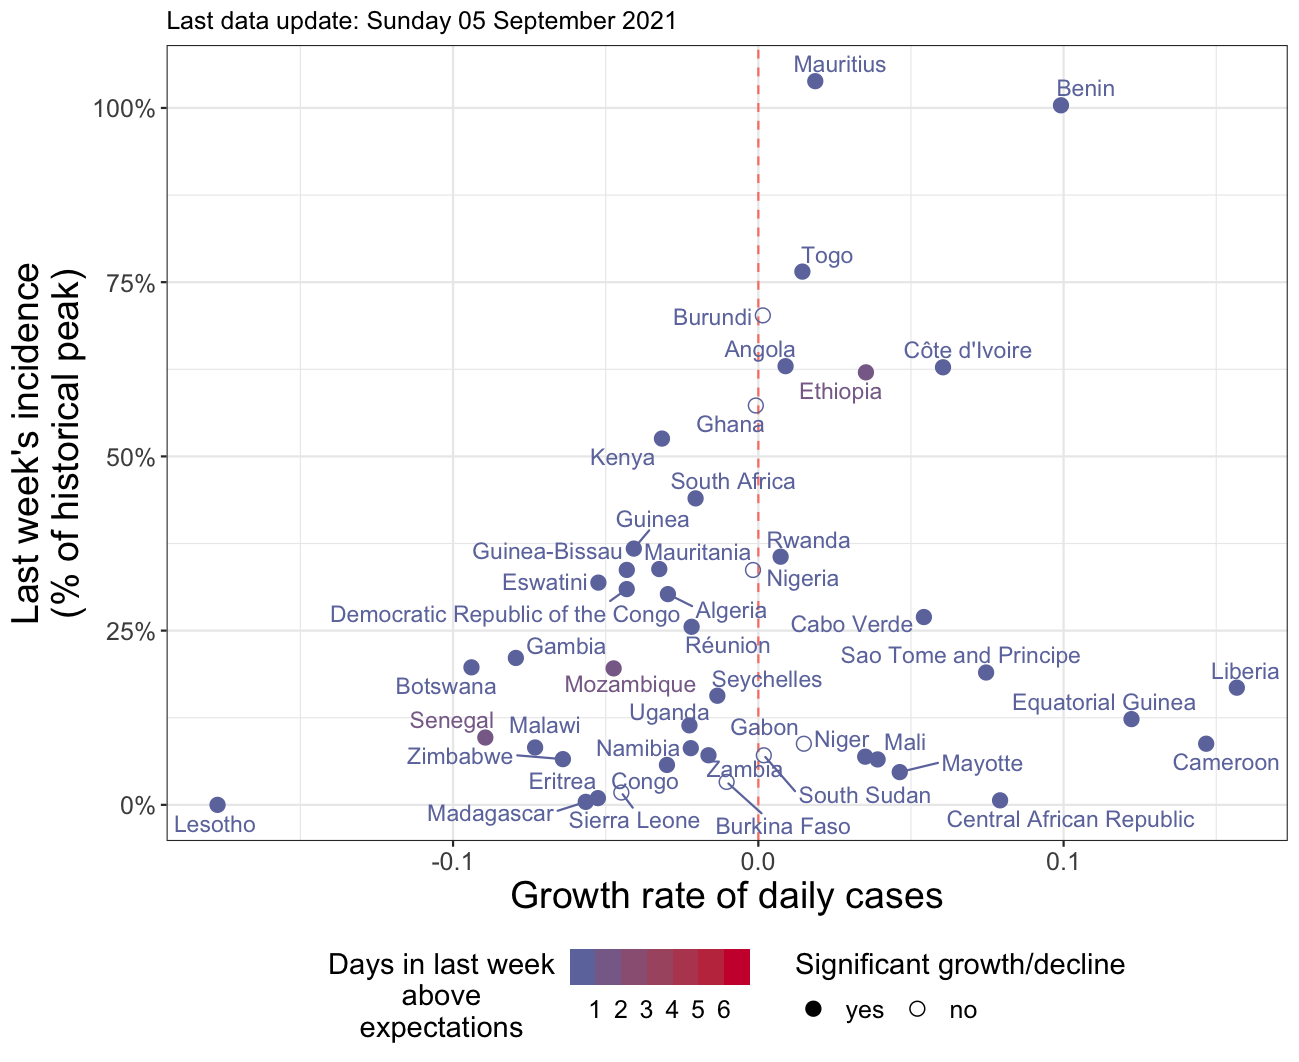 Last data update: Sunday 05 September 2021
Last week's incidence
(% of historical peak)
100%
75%
50%
25%
0%
Mauritius
Benin
Togo
Burundi
Angola
Côte d'Ivoire
Ethiopia
Ghana
Kenya
South Africa
Guinea
Rwanda
Guinea-Bissau
Mauritania
Nigeria
Eswatini
Democratic Republic of the Congo
Algeria
Cabo Verde
Réunion
Gambia
Sao Tome and Principe
Botswana
Mozambique
Seychelles
Liberia
Equatorial Guinea
Uganda
Senegal
Malawi
Gabon
Niger
Mali
Zimbabwe
Namibia
Zambia
Mayotte
Cameroon
Eritrea
Congo
South Sudan
Madagascar
Sierra Leone
Burkina Faso
Central African Republic
Lesotho
-0.1
0.0
0.1
Growth rate of daily cases
Days in last week
above
expectations
1 2 3 4 5 6
Significant growth/decline
yes
no